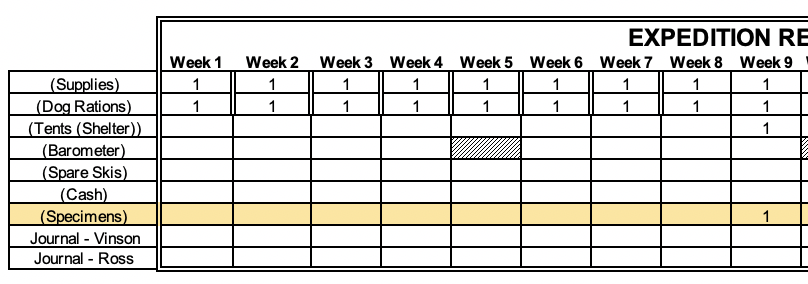 EXPEDITION RE
Week 1 Week 2 Week 3 Week 4 Week 5 Week 6 Week 7 Week 8 Week 9
(Supplies) 1 1 1 1 1 1 1 1 1
(Dog Rations) 1 1 1 1 1 1 1 1 1
(Tents (Shelter)) 1
(Barometer)
(Spare Skis)
(Cash)
(Specimens) 1
Journal - Vinson
Journal - Ross